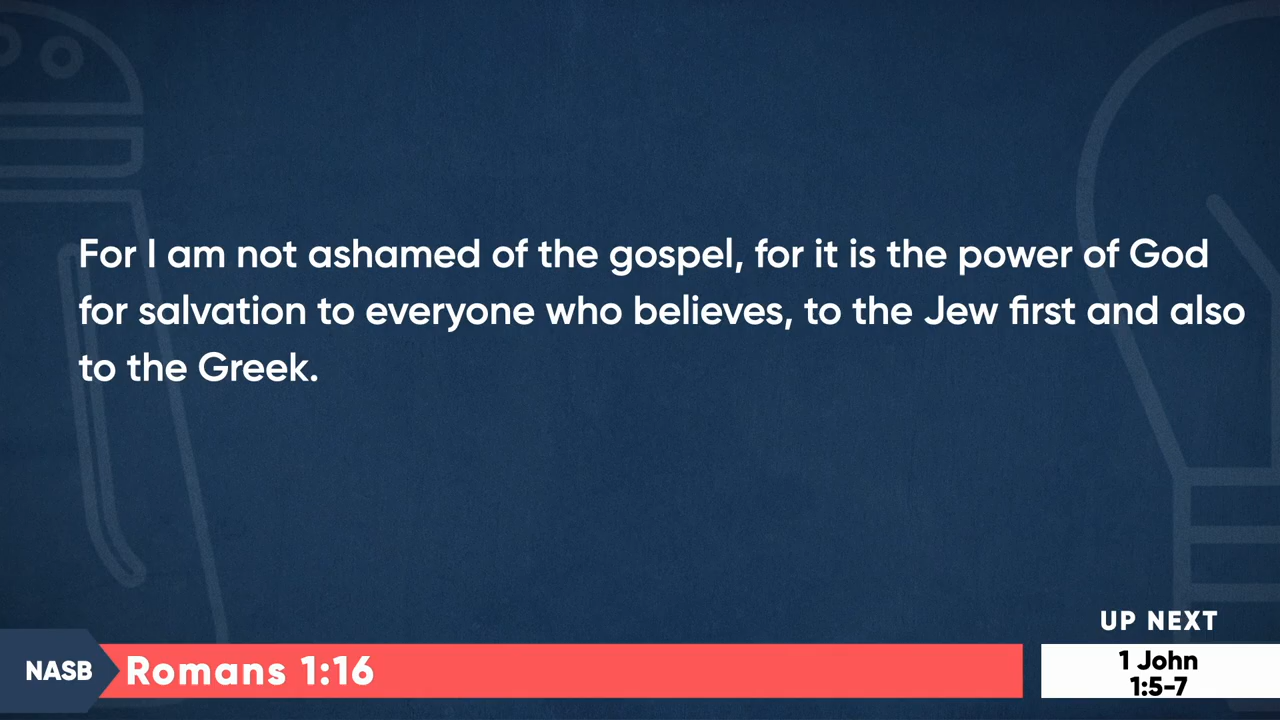 For I am not ashamed of the gospel, for it is the power of God
for salvation to everyone who believes, to the Jew first and also
to the Greek.
UP NEXT
NASB
Romans 1:16
1 John
1:5-7